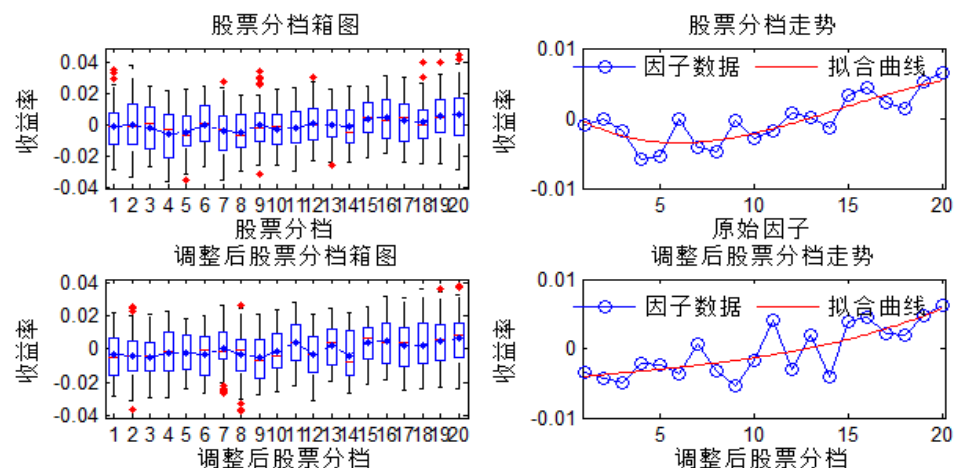 股票分档箱图
0.04
0.02
0
-0.02
-0.04
收益率
1 2 3 4 5 6 7 8 9 10 11 12 13 14 15 16 17 18 19 20
股票分档
股票分档走势
0.01
0
-0.01
收益率
因子数据 拟合曲线
5 10 15 20
原始因子
调整后股票分档箱图
0.04
0.02
0
-0.02
-0.04
收益率
1 2 3 4 5 6 7 8 9 10 11 12 13 14 15 16 17 18 19 20
调整后股票分档
调整后股票分档走势
0.01
0
-0.01
收益率
因子数据 拟合曲线
5 10 15 20
调整后股票分档